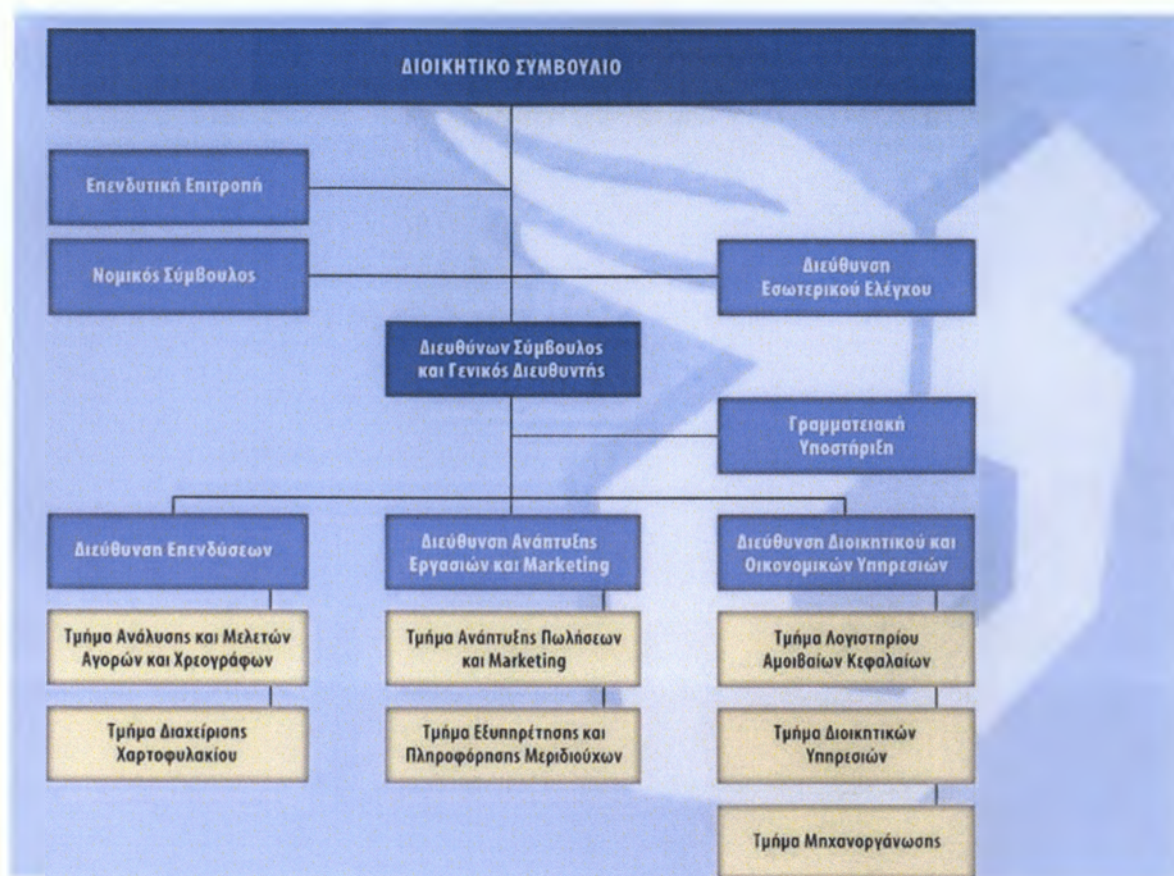 ΔΙΟΙΚΗΤΙΚΟ ΣΥΜΒΟΥΛΙΟ
Επενδυτική Επιτροπή
Νομικός Σύμβουλος
Διεύθυνση
Εσωτερικού Ελέγχου
Διευθύνων Σύμβουλος
και Γενικός Διευθυντής
Γραμματειακή
Υποστήριξη
Διεύθυνση Επενδύσεων
Διεύθυνση Ανάπτυξης
Εργασιών και Marketing
Διεύθυνση Διοικητικού και
Οικονομικών Υπηρεσιών
Τμήμα Ανάλυσης και Μελετών
Αγορών και Χρεογράφων
Τμήμα Ανάπτυξης Πωλήσεων
και Marketing
Τμήμα Λογιστηρίου
Αμοιβαίων Κεφαλαίων
Τμήμα Διαχείρισης
Χαρτοφυλακίου
Τμήμα Εξυπηρέτησης και
Πληροφόρησης Μεριδιούχων
Τμήμα Διοικητικών
Υπηρεσιών
Τμήμα Μηχανοργάνωσης